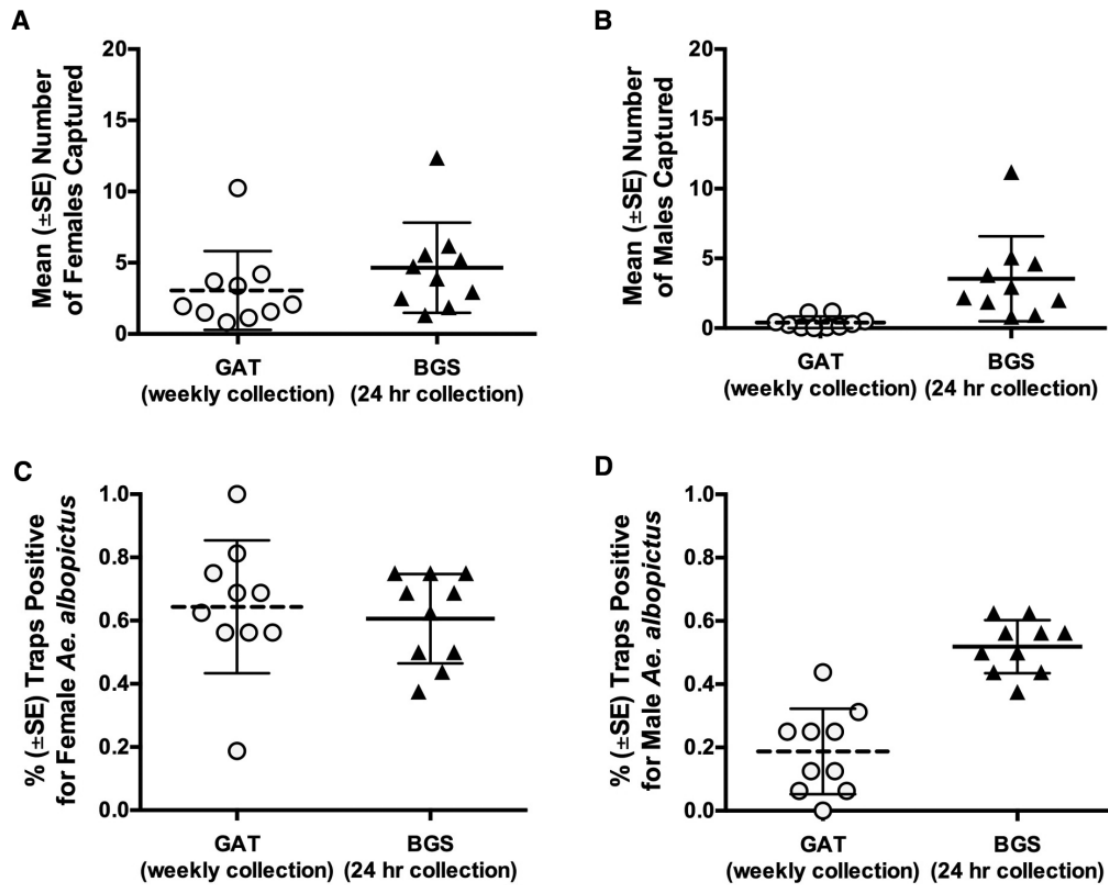 A
Mean (±SE) Number
of Females Captured
20
15
10
5
0
GAT
(weekly collection)
BGS
(24 hr collection)
B
Mean (±SE) Number
of Males Captured
20
15
10
5
0
GAT
(weekly collection)
BGS
(24 hr collection)
C
% (±SE) Traps Positive
for Female Ae. albopictus
1.0
0.8
0.6
0.4
0.2
0.0
GAT
(weekly collection)
BGS
(24 hr collection)
D
% (±SE) Traps Positive
for Male Ae. albopictus
1.0
0.8
0.6
0.4
0.2
0.0
GAT
(weekly collection)
BGS
(24 hr collection)